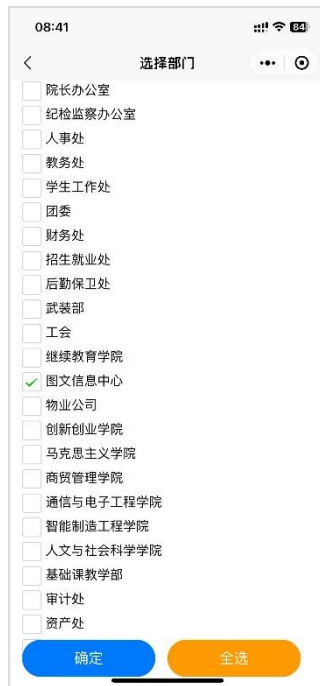 08:41
84
选择部门
院长办公室
纪检监察办公室
人事处
教务处
学生工作处
团委
财务处
招生就业处
后勤保卫处
武装部
工会
继续教育学院
图文信息中心
物业公司
创新创业学院
马克思主义学院
商贸管理学院
通信与电子工程学院
智能制造工程学院
人文与社会科学学院
基础课教学部
审计处
资产处
确定 全选